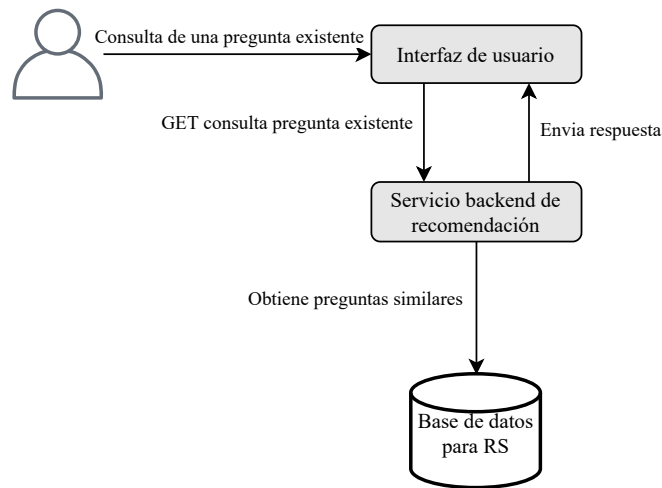 Consulta de una pregunta existente
Interfaz de usuario
GET consulta pregunta existente
Envia respuesta
Servicio backend de
recomendación
Obtiene preguntas similares
Base de datos
para RS